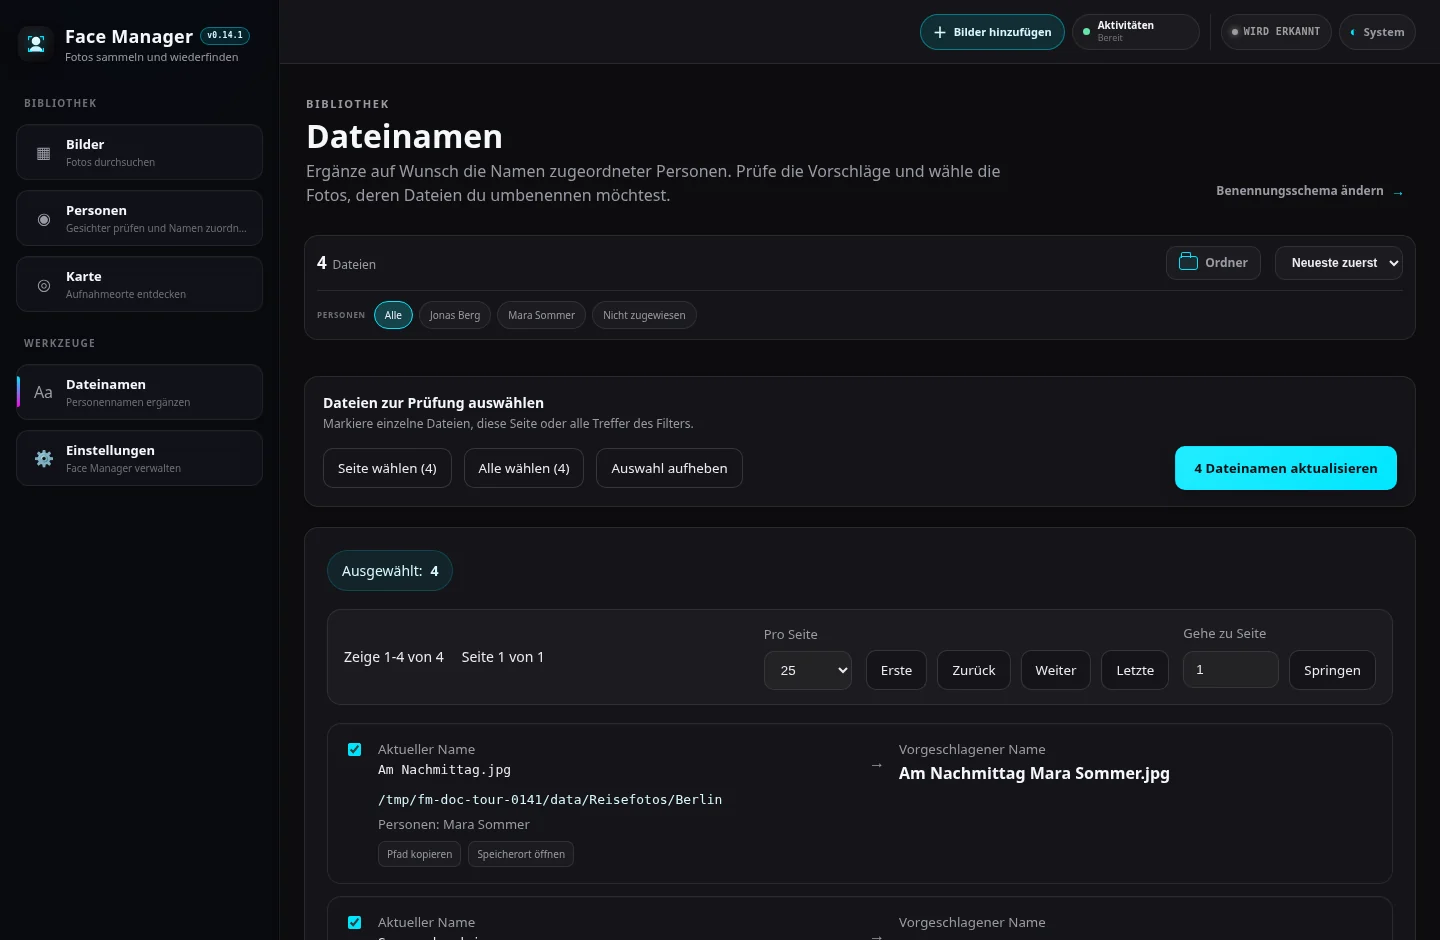 Face Manager v0.14.1
Fotos sammeln und wiederfinden
BIBLIOTHEK
Bilder
Fotos durchsuchen
Personen
Gesichter prüfen und Namen zuordn...
Karte
Aufnahmeorte entdecken
WERKZEUGE
Aa Dateinamen
Personennamen ergänzen
Einstellungen
Face Manager verwalten
+ Bilder hinzufügen
Aktivitäten
Bereit
WIRD ERKANNT
System
BIBLIOTHEK
Dateinamen
Ergänze auf Wunsch die Namen zugeordneter Personen. Prüfe die Vorschläge und wähle die
Fotos, deren Dateien du umbenennen möchtest.
Benennungsschema ändern →
4 Dateien
Ordner
Neueste zuerst
PERSONEN Alle Jonas Berg Mara Sommer Nicht zugewiesen
Dateien zur Prüfung auswählen
Markiere einzelne Dateien, diese Seite oder alle Treffer des Filters.
Seite wählen (4) Alle wählen (4) Auswahl aufheben
4 Dateinamen aktualisieren
Ausgewählt: 4
Zeige 1-4 von 4 Seite 1 von 1
Pro Seite
25
Erste Zurück Weiter Letzte
Gehe zu Seite
1
Springen
Aktueller Name
Am Nachmittag.jpg
/tmp/fm-doc-tour-0141/data/Reisefotos/Berlin
Personen: Mara Sommer
Pfad kopieren Speicherort öffnen
→
Vorgeschlagener Name
Am Nachmittag Mara Sommer.jpg
Aktueller Name
→
Vorgeschlagener Name